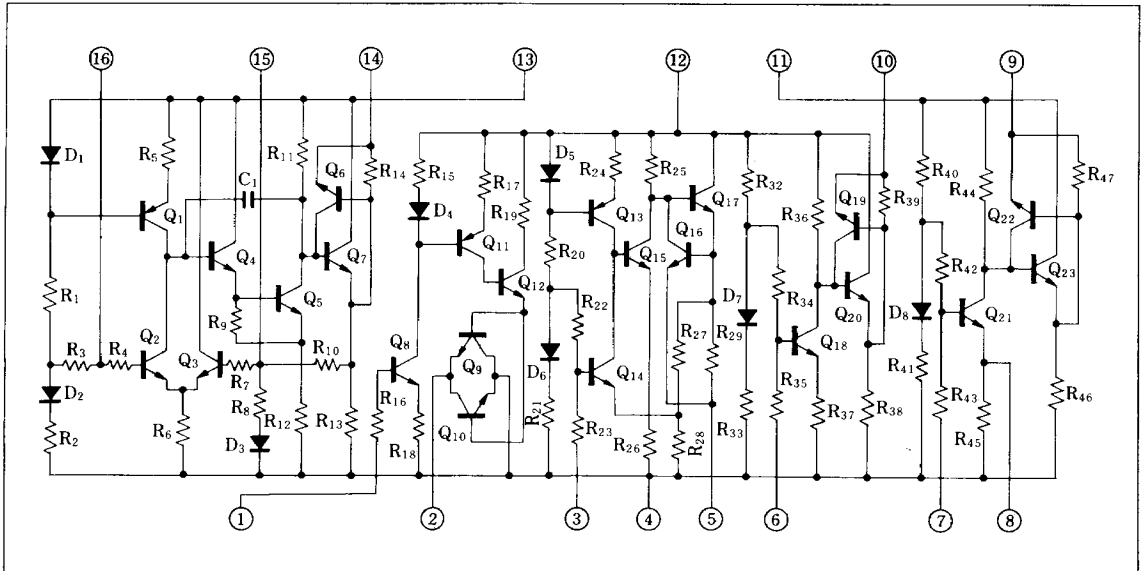 ⑯ ⑮ ⑭ ⑬ ⑫ ⑪ ⑩ ⑨
D₁ R₅ R₁₁ Q₆ R₁₄ R₁₅ R₁₇ D₅ R₂₄ R₂₅ R₃₂ R₄₀ R₄₇
C₁ Q₁ D₄ R₁₉ Q₁₃ Q₁₇ R₃₆ Q₁₉ R₃₉ R₄₄ Q₂₂
Q₄ Q₇ Q₁₁ R₂₀ Q₁₅ Q₁₆ R₄₂ Q₂₃
R₁ R₉ Q₅ Q₁₂ R₂₂ D₇ R₃₄ Q₂₀ D₈ Q₂₁
R₃ R₄ Q₂ Q₃ R₇ R₁₀ Q₈ Q₉ D₆ R₂₇ R₂₉ Q₁₈
D₂ R₈ R₁₆ Q₁₄ R₃₅ R₄₁ R₄₃ R₄₆
R₂ R₆ D₃ R₁₂ R₁₃ R₁₈ Q₁₀ R₂₁ R₂₃ R₂₆ R₂₈ R₃₃ R₃₇ R₃₈ R₄₅
① ② ③ ④ ⑤ ⑥ ⑦ ⑧